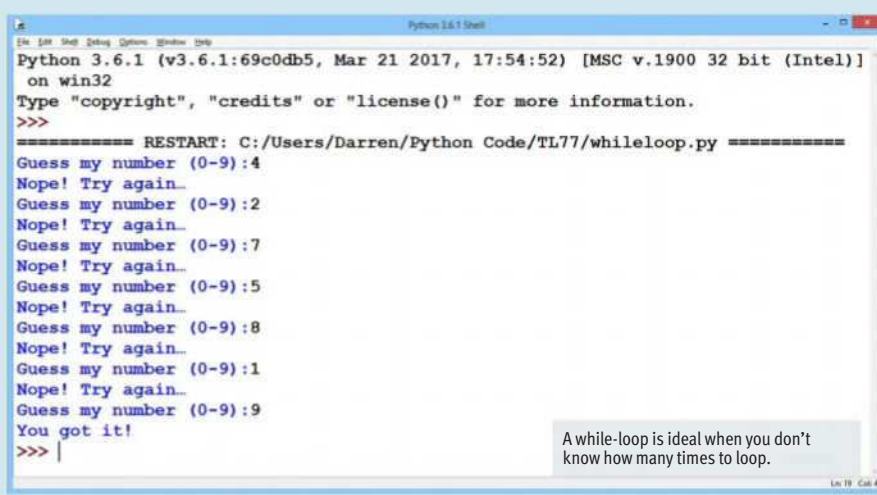 Python 3.6.1 Shell
File Edit Shell Debug Options Window Help
Python 3.6.1 (v3.6.1:69c0db5, Mar 21 2017, 17:54:52) [MSC v.1900 32 bit (Intel)]
on win32
Type "copyright", "credits" or "license()" for more information.
>>>
=========== RESTART: C:/Users/Darren/Python Code/TL77/whileloop.py ===========
Guess my number (0-9):4
Nope! Try again…
Guess my number (0-9):2
Nope! Try again…
Guess my number (0-9):7
Nope! Try again…
Guess my number (0-9):5
Nope! Try again…
Guess my number (0-9):8
Nope! Try again…
Guess my number (0-9):1
Nope! Try again…
Guess my number (0-9):9
You got it!
>>>
A while-loop is ideal when you don't
know how many times to loop.
Ln: 19 Col: 4